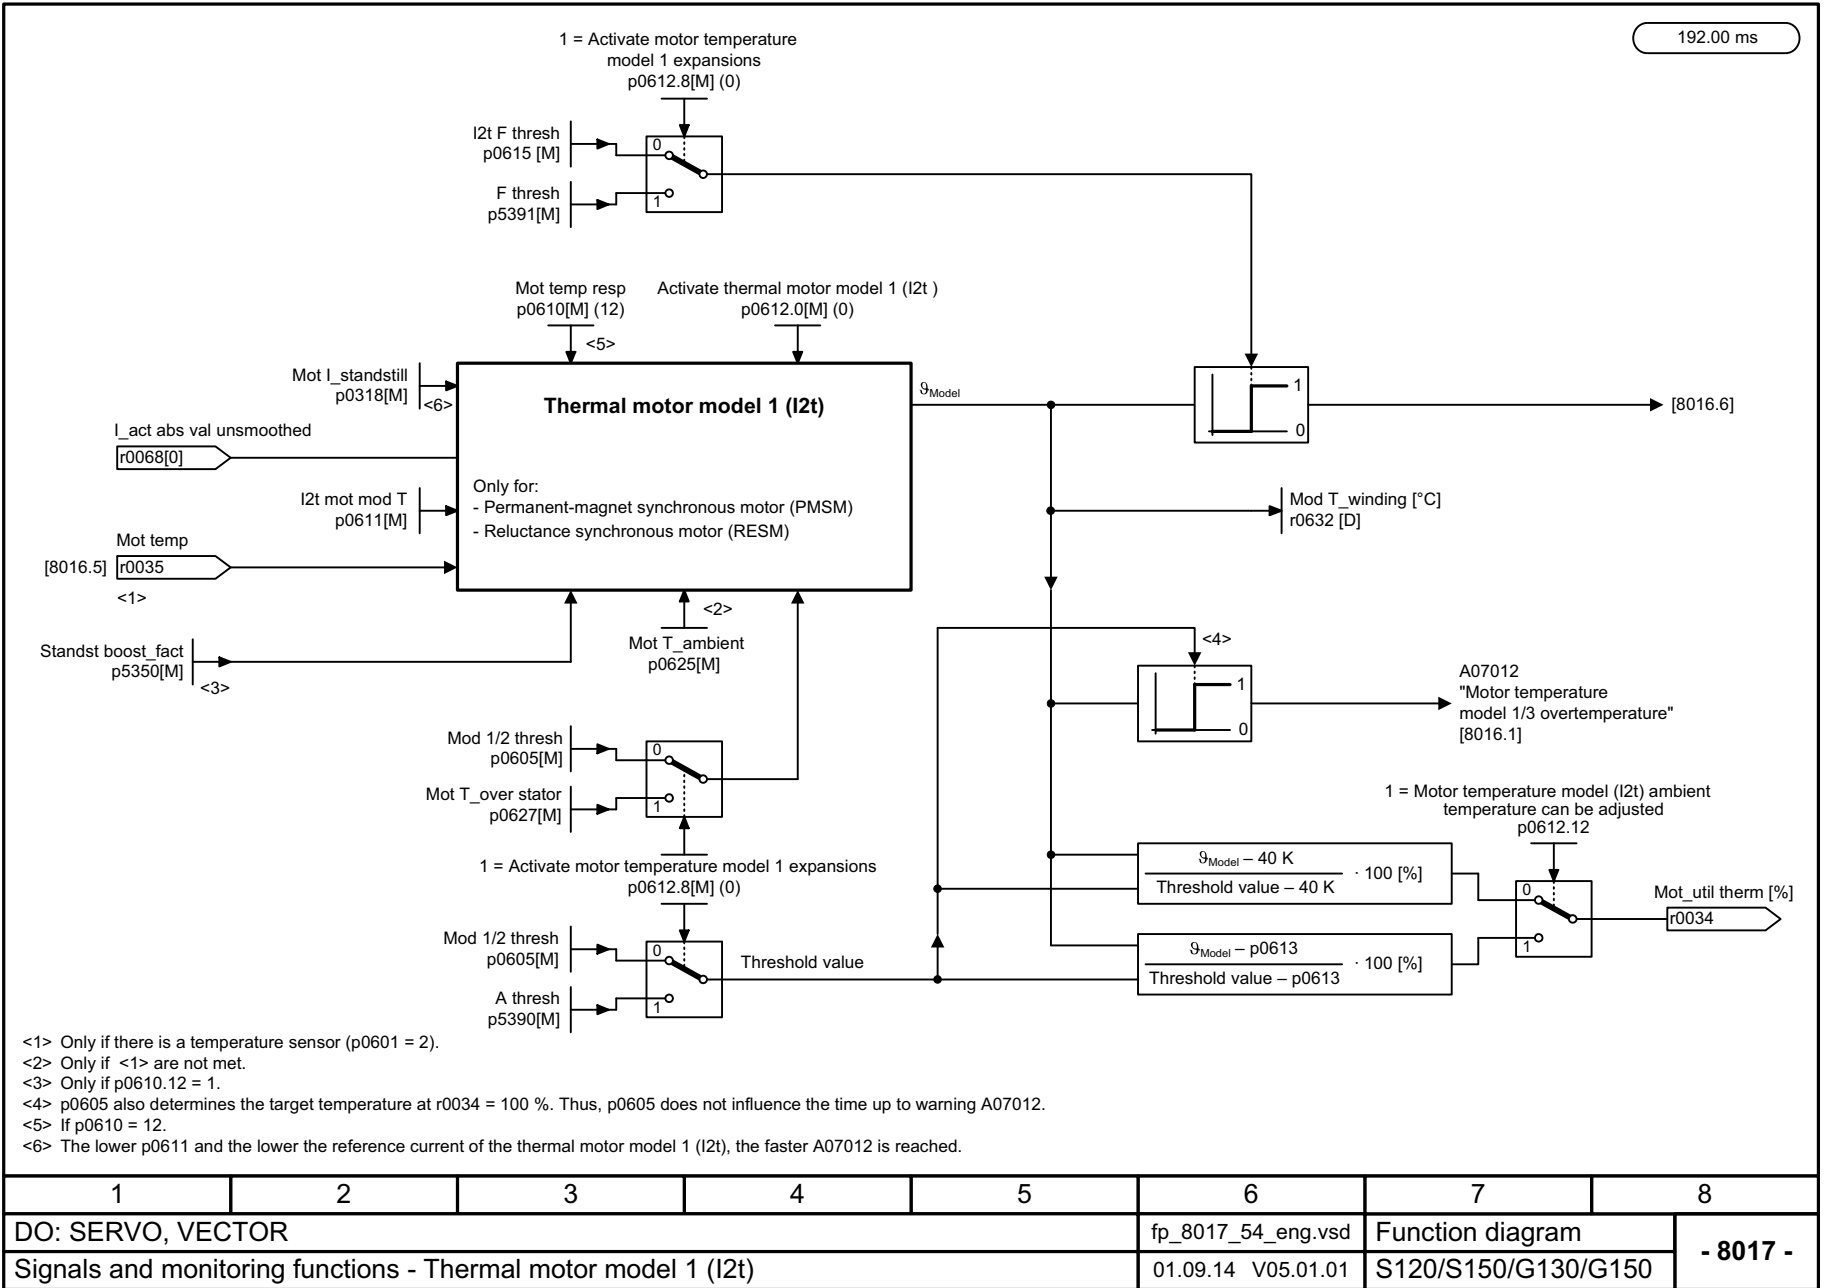 192.00 ms
1 = Activate motor temperature
model 1 expansions
p0612.8[M] (0)
I2t F thresh
p0615 [M]
F thresh
p5391[M]
0
1
Mot temp resp
p0610[M] (12)
<5>
Activate thermal motor model 1 (I2t )
p0612.0[M] (0)
Mot I_standstill
p0318[M]
<6>
I_act abs val unsmoothed
r0068[0]
I2t mot mod T
p0611[M]
Mot temp
[8016.5] r0035
<1>
Thermal motor model 1 (I2t)
Only for:
- Permanent-magnet synchronous motor (PMSM)
- Reluctance synchronous motor (RESM)
ϑModel
1
0
[8016.6]
Mod T_winding [°C]
r0632 [D]
<2>
Mot T_ambient
p0625[M]
Standst boost_fact
p5350[M]
<3>
<4>
1
0
A07012
"Motor temperature
model 1/3 overtemperature"
[8016.1]
Mod 1/2 thresh
p0605[M]
Mot T_over stator
p0627[M]
0
1
1 = Activate motor temperature model 1 expansions
p0612.8[M] (0)
Mod 1/2 thresh
p0605[M]
A thresh
p5390[M]
0
1
Threshold value
1 = Motor temperature model (I2t) ambient
temperature can be adjusted
p0612.12
ϑModel – 40 K
Threshold value – 40 K
· 100 [%]
ϑModel – p0613
Threshold value – p0613
· 100 [%]
0
1
Mot_util therm [%]
r0034
<1> Only if there is a temperature sensor (p0601 = 2).
<2> Only if <1> are not met.
<3> Only if p0610.12 = 1.
<4> p0605 also determines the target temperature at r0034 = 100 %. Thus, p0605 does not influence the time up to warning A07012.
<5> If p0610 = 12.
<6> The lower p0611 and the lower the reference current of the thermal motor model 1 (I2t), the faster A07012 is reached.
1 2 3 4 5 6 7 8
DO: SERVO, VECTOR
fp_8017_54_eng.vsd
Function diagram
- 8017 -
Signals and monitoring functions - Thermal motor model 1 (I2t)
01.09.14 V05.01.01
S120/S150/G130/G150